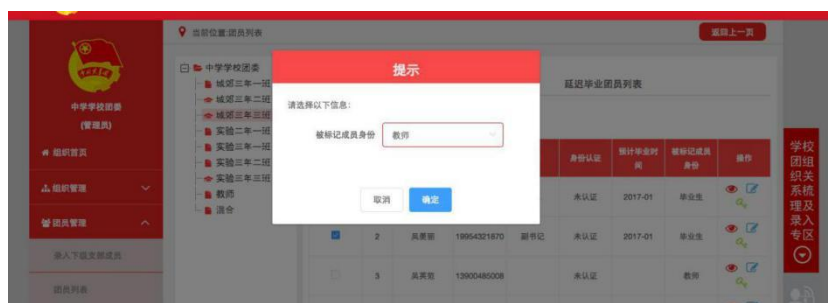 当前位置:团员列表
返回上一页
中学学校团委
(管理员)
组织首页
组织管理
团员管理
录入下级支部成员
团员列表
中学学校团委
城郊三年一班
城郊三年二班
城郊三年三班
实验二年一班
实验三年一班
实验三年二班
实验三年三班
教师
混合
提示
请选择以下信息:
被标记成员身份
教师
取消
确定
延迟毕业团员列表
身份认证
预计毕业时间
被标记成员身份
操作
未认证
2017-01
毕业生
2
19954321670
副书记
未认证
2017-01
毕业生
3
13900485008
未认证
教师
学校
团组
织关
系统
理及
录入
专区